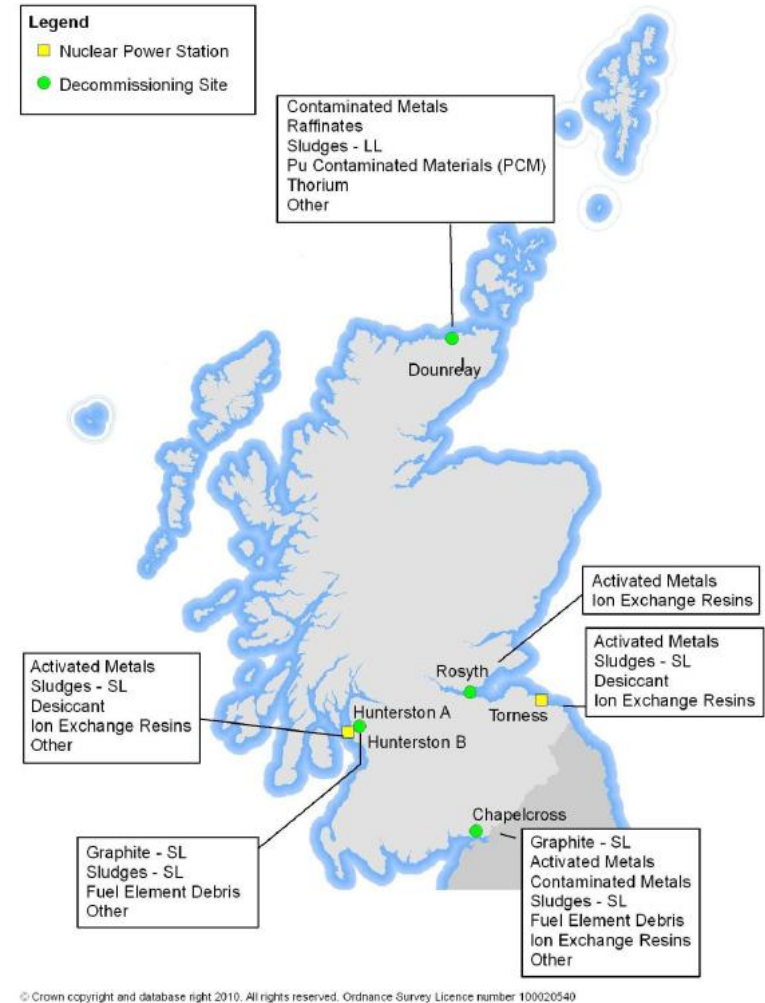 Legend
Nuclear Power Station
Decommissioning Site
Contaminated Metals
Raffinates
Sludges - LL
Pu Contaminated Materials (PCM)
Thorium
Other
Dounreay
Activated Metals
Ion Exchange Resins
Rosyth
Activated Metals
Sludges - SL
Desiccant
Ion Exchange Resins
Torness
Activated Metals
Sludges - SL
Desiccant
Ion Exchange Resins
Other
Hunterston A
Hunterston B
Chapelcross
Graphite - SL
Sludges - SL
Fuel Element Debris
Other
Graphite - SL
Activated Metals
Contaminated Metals
Sludges - SL
Fuel Element Debris
Ion Exchange Resins
Other
© Crown copyright and database right 2010. All rights reserved. Ordnance Survey Licence number 100020540